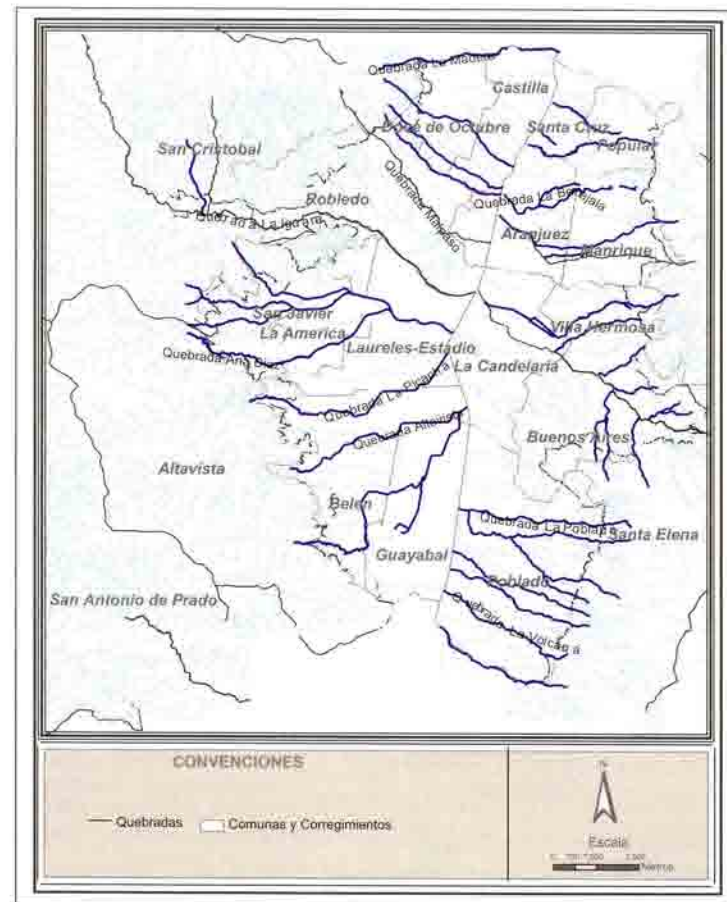 Quebrada La Madera
Castilla
Doce de Octubre
Santa Cruz
San Cristobal
Popular
Robledo
Quebrada La Bermejala
Quebrada La Iguana
Quebrada Malpaso
Aranjuez
Manrique
San Javier
La America
Villa Hermosa
Laureles-Estadio
Quebrada Ana Diaz
La Candelaria
Quebrada La Picacha
Quebrada Altavista
Buenos Aires
Altavista
Belen
Quebrada La Poblada
Santa Elena
Guayabal
Poblado
San Antonio de Prado
Quebrada La Volcana
CONVENCIONES
Quebradas
Comunas y Corregimientos
N
Escala
Metros